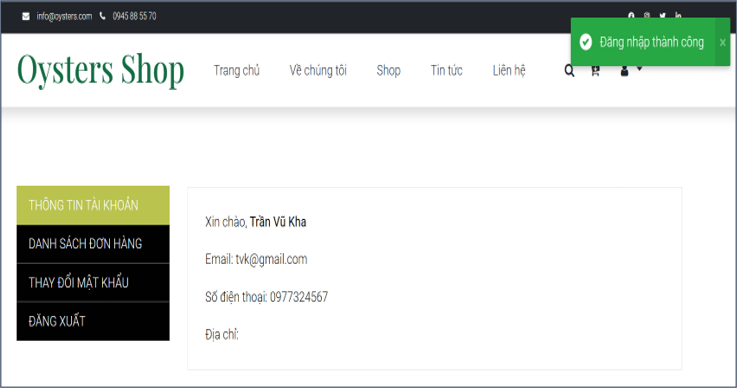 info@oysters.com 0945 88 55 70
Đăng nhập thành công x
Oysters Shop Trang chủ Về chúng tôi Shop Tin tức Liên hệ
THÔNG TIN TÀI KHOẢN
DANH SÁCH ĐƠN HÀNG
THAY ĐỔI MẬT KHẨU
ĐĂNG XUẤT
Xin chào, Trần Vũ Kha
Email: tvk@gmail.com
Số điện thoại: 0977324567
Địa chỉ: